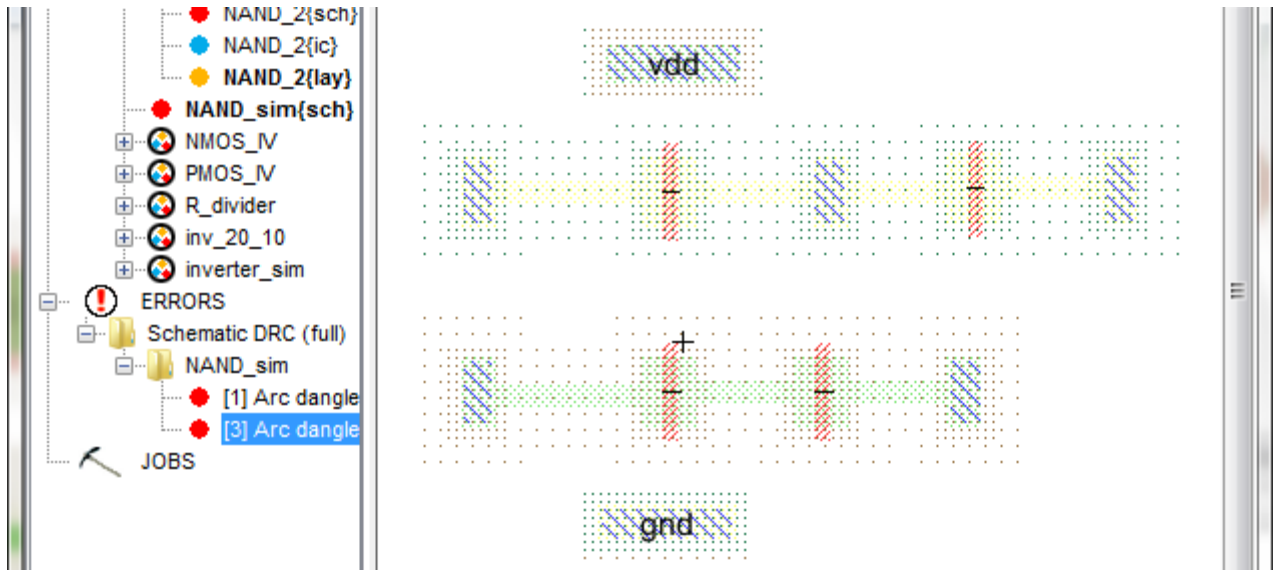 NAND_2{sch}
NAND_2{ic}
NAND_2{lay}
NAND_sim{sch}
NMOS_IV
PMOS_IV
R_divider
inv_20_10
inverter_sim
ERRORS
Schematic DRC (full)
NAND_sim
[1] Arc dangle
[3] Arc dangle
JOBS
vdd
gnd